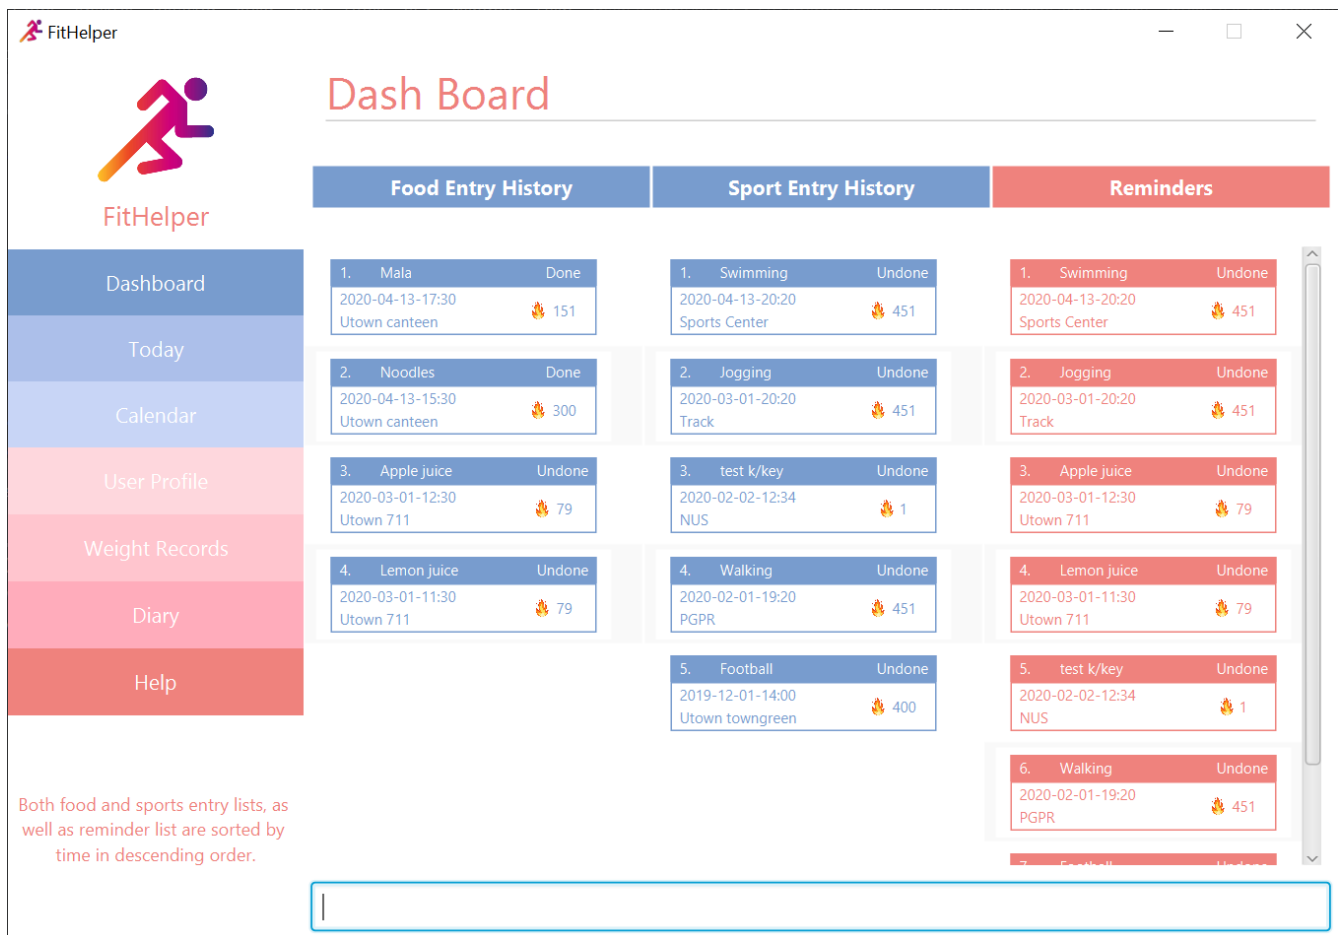 FitHelper
Dash Board
FitHelper
Dashboard
Today
Calendar
User Profile
Weight Records
Diary
Help
Both food and sports entry lists, as
well as reminder list are sorted by
time in descending order.
Food Entry History
1. Mala Done
2020-04-13-17:30
151
Utown canteen
2. Noodles Done
2020-04-13-15:30
300
Utown canteen
3. Apple juice Undone
2020-03-01-12:30
79
Utown 711
4. Lemon juice Undone
2020-03-01-11:30
79
Utown 711
Sport Entry History
1. Swimming Undone
2020-04-13-20:20
451
Sports Center
2. Jogging Undone
2020-03-01-20:20
451
Track
3. test k/key Undone
2020-02-02-12:34
1
NUS
4. Walking Undone
2020-02-01-19:20
451
PGPR
5. Football Undone
2019-12-01-14:00
400
Utown towngreen
Reminders
1. Swimming Undone
2020-04-13-20:20
451
Sports Center
2. Jogging Undone
2020-03-01-20:20
451
Track
3. Apple juice Undone
2020-03-01-12:30
79
Utown 711
4. Lemon juice Undone
2020-03-01-11:30
79
Utown 711
5. test k/key Undone
2020-02-02-12:34
1
NUS
6. Walking Undone
2020-02-01-19:20
451
PGPR
7. Football Undone